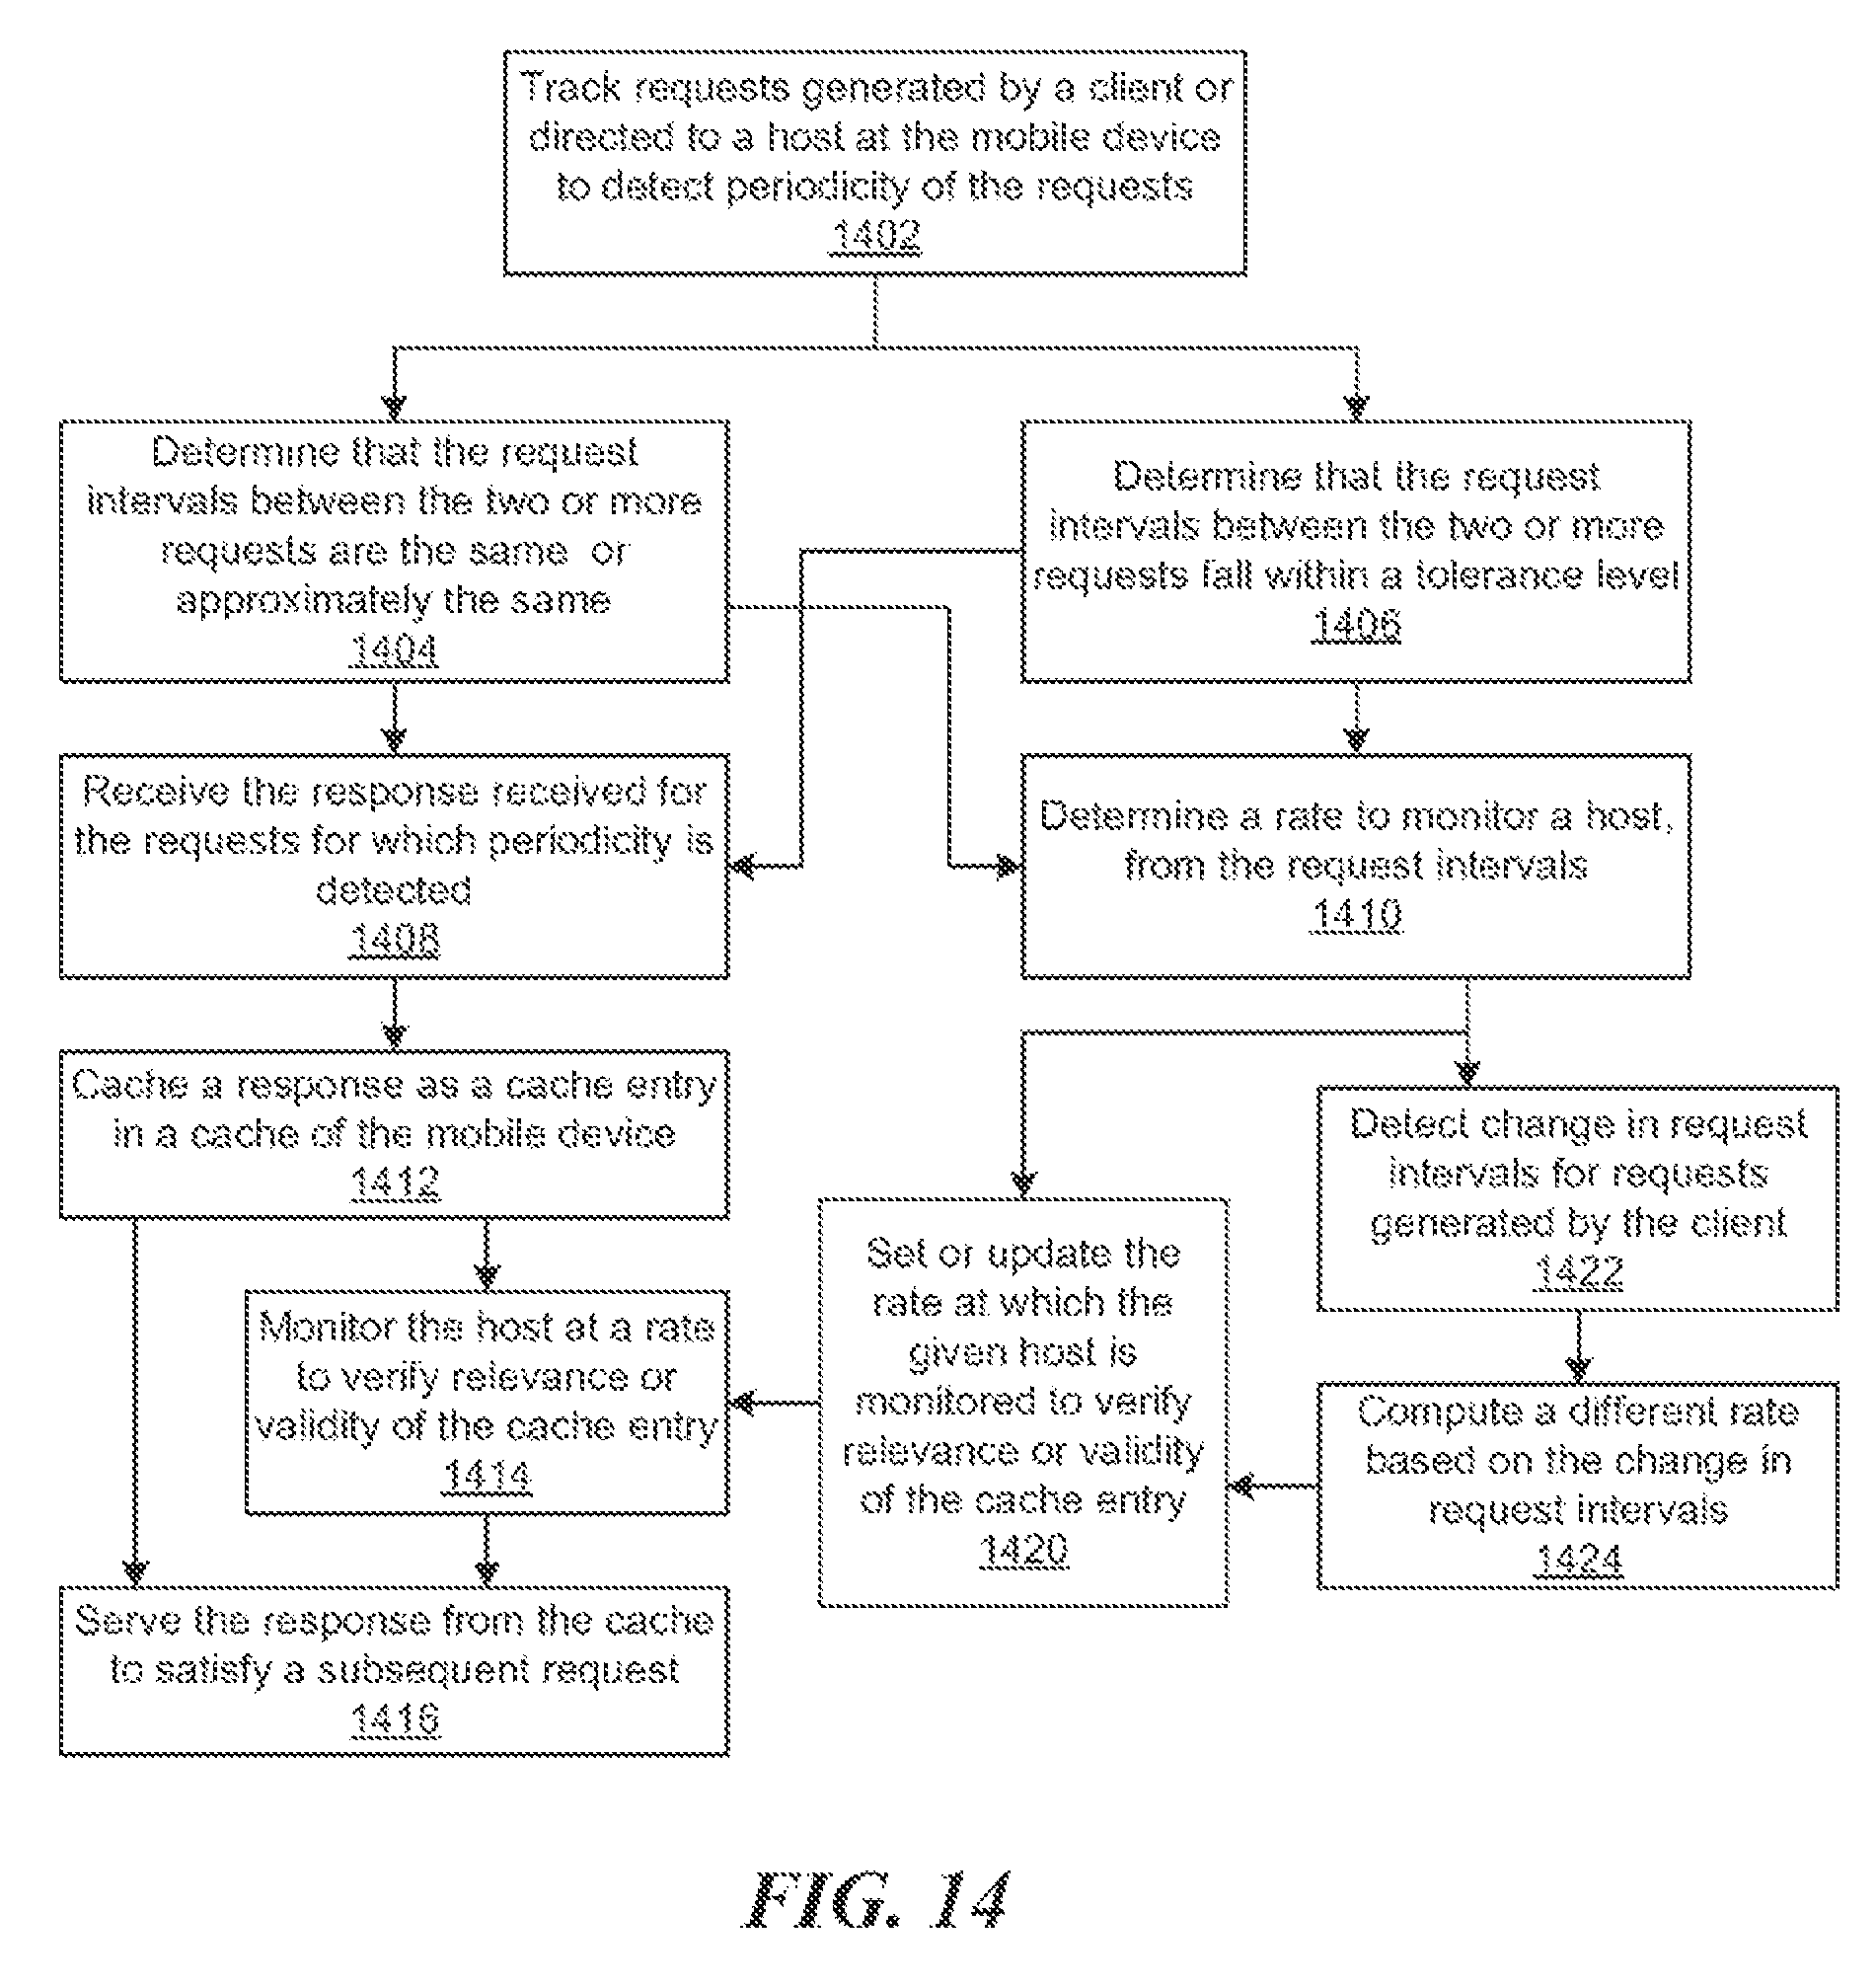 Track requests generated by a client or
directed to a host at the mobile device
to detect periodicity of the requests
1402
Determine that the request
intervals between the two or more
requests are the same or
approximately the same
1404
Determine that the request
intervals between the two or more
requests fall within a tolerance level
1406
Receive the response received for
the requests for which periodicity is
detected
1408
Determine a rate to monitor a host,
from the request intervals
1410
Cache a response as a cache entry
in a cache of the mobile device
1412
Detect change in request
intervals for requests
generated by the client
1422
Set or update the
rate at which the
given host is
monitored to verify
relevance or validity
of the cache entry
1420
Monitor the host at a rate
to verify relevance or
validity of the cache entry
1414
Compute a different rate
based on the change in
request intervals
1424
Serve the response from the cache
to satisfy a subsequent request
1416
FIG. 14